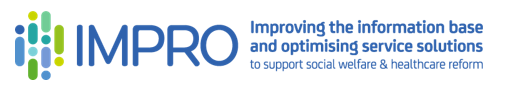 IMPRO
Improving the information base
and optimising service solutions
to support social welfare & healthcare reform